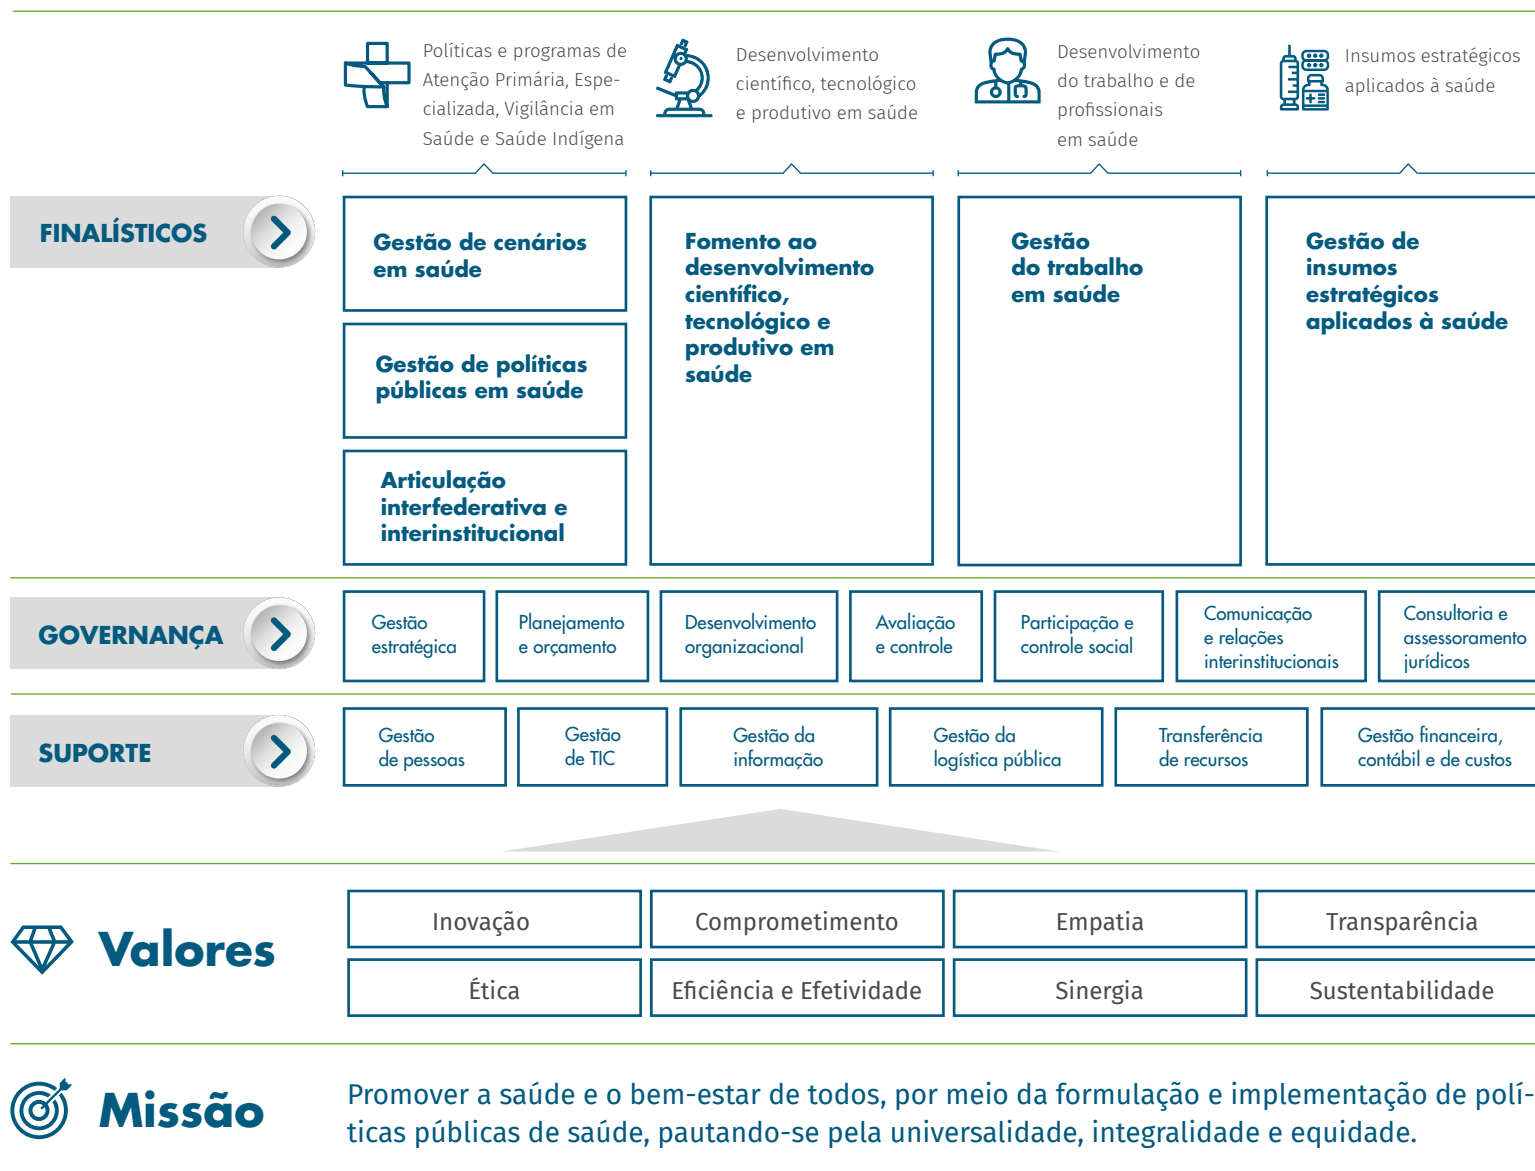 Políticas e programas de
Atenção Primária, Espe-
cializada, Vigilância em
Saúde e Saúde Indígena
Desenvolvimento
científico, tecnológico
e produtivo em saúde
Desenvolvimento
do trabalho e de
profissionais
em saúde
Insumos estratégicos
aplicados à saúde
FINALÍSTICOS
Gestão de cenários
em saúde
Gestão de políticas
públicas em saúde
Articulação
interfederativa e
interinstitucional
Fomento ao
desenvolvimento
científico,
tecnológico e
produtivo em
saúde
Gestão
do trabalho
em saúde
Gestão de
insumos
estratégicos
aplicados à saúde
GOVERNANÇA
Gestão
estratégica
Planejamento
e orçamento
Desenvolvimento
organizacional
Avaliação
e controle
Participação e
controle social
Comunicação
e relações
interinstitucionais
Consultoria e
assessoramento
jurídicos
SUPORTE
Gestão
de pessoas
Gestão
de TIC
Gestão da
informação
Gestão da
logística pública
Transferência
de recursos
Gestão financeira,
contábil e de custos
Valores
Inovação
Comprometimento
Empatia
Transparência
Ética
Eficiência e Efetividade
Sinergia
Sustentabilidade
Missão
Promover a saúde e o bem-estar de todos, por meio da formulação e implementação de polí-
ticas públicas de saúde, pautando-se pela universalidade, integralidade e equidade.